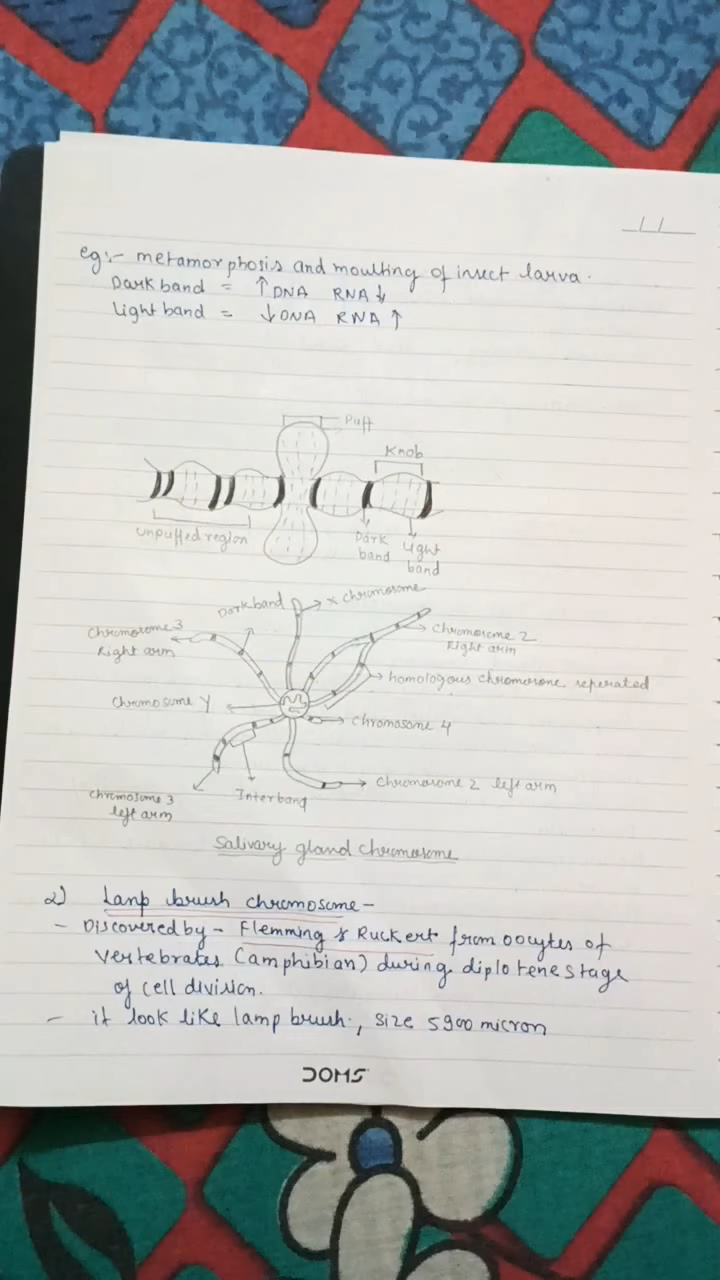 eg:- metamorphosis and moulting of insect larva.
Dark band = ↑ DNA RNA ↓
Light band = ↓ DNA RNA ↑
Puff
Knob
unpuffed region
Dark band
Light band
Dark band
x chromosome
Chromosome 3
Right arm
Chromosome 2
Right arm
homologous chromosome seperated
Chromosome Y
Chromosome 4
Chromosome 3
left arm
Interband
Chromosome 2 left arm
Salivary gland Chromosome
2) Lamp brush chromosome -
- Discovered by - Flemming & Ruckert from oocytes of
vertebrates (amphibian) during diplotene stage
of cell division.
- it look like lamp brush, size 5900 micron
DOMS